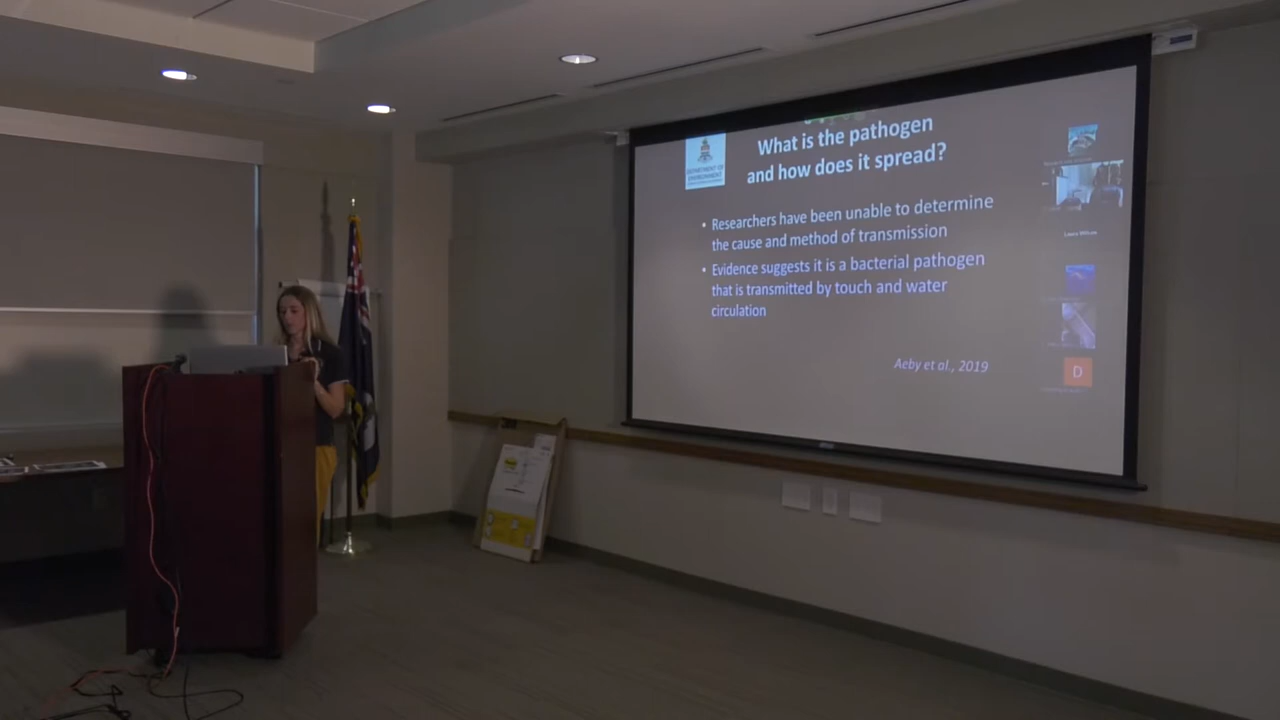 What is the pathogen
and how does it spread?
DEPARTMENT OF
ENVIRONMENT
• Researchers have been unable to determine
the cause and method of transmission
• Evidence suggests it is a bacterial pathogen
that is transmitted by touch and water
circulation
Aeby et al., 2019
D